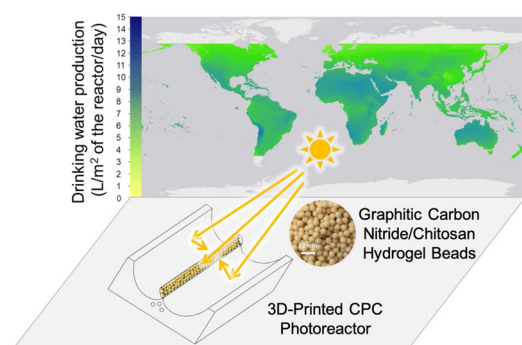 Drinking water production
(L/m² of the reactor/day)
15
14
13
12
11
10
9
8
7
6
5
4
3
2
1
0
Graphitic Carbon
Nitride/Chitosan
Hydrogel Beads
3D-Printed CPC
Photoreactor